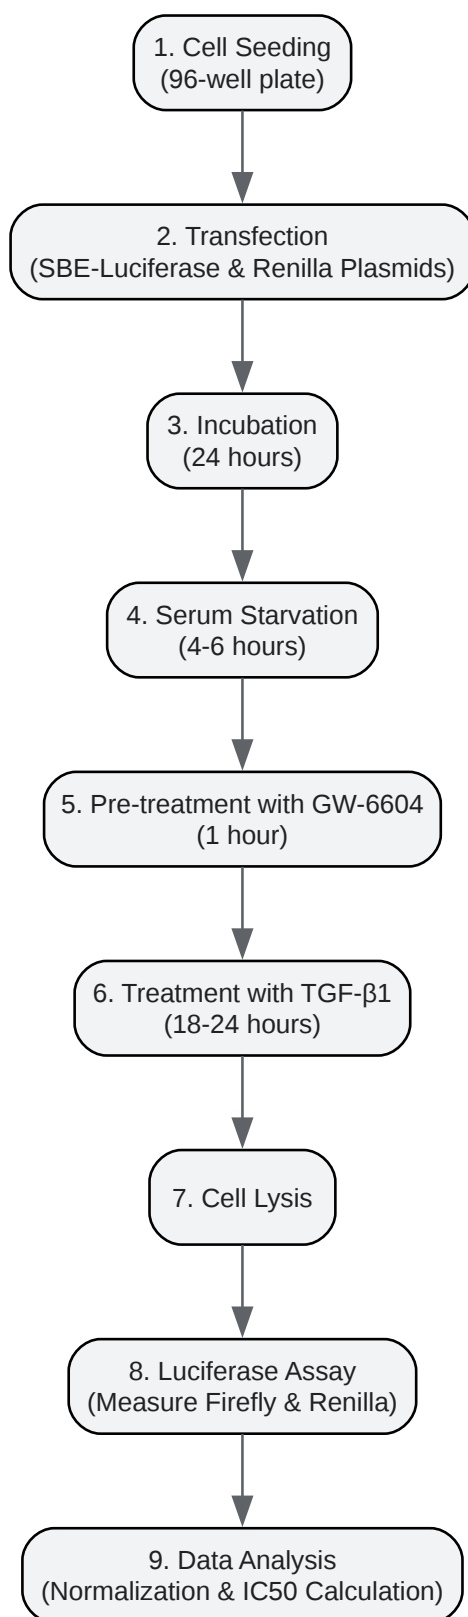 1. Cell Seeding
(96-well plate)
2. Transfection
(SBE-Luciferase & Renilla Plasmids)
3. Incubation
(24 hours)
4. Serum Starvation
(4-6 hours)
5. Pre-treatment with GW-6604
(1 hour)
6. Treatment with TGF-β1
(18-24 hours)
7. Cell Lysis
8. Luciferase Assay
(Measure Firefly & Renilla)
9. Data Analysis
(Normalization & IC50 Calculation)